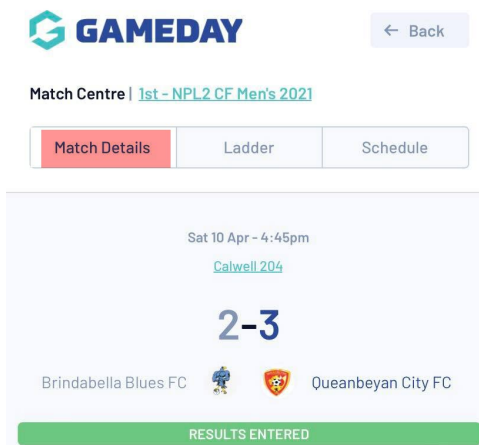 GAMEDAY
← Back
Match Centre | 1st - NPL2 CF Men's 2021
Match Details Ladder Schedule
Sat 10 Apr - 4:45pm
Calwell 204
2-3
Brindabella Blues FC Queanbeyan City FC
RESULTS ENTERED